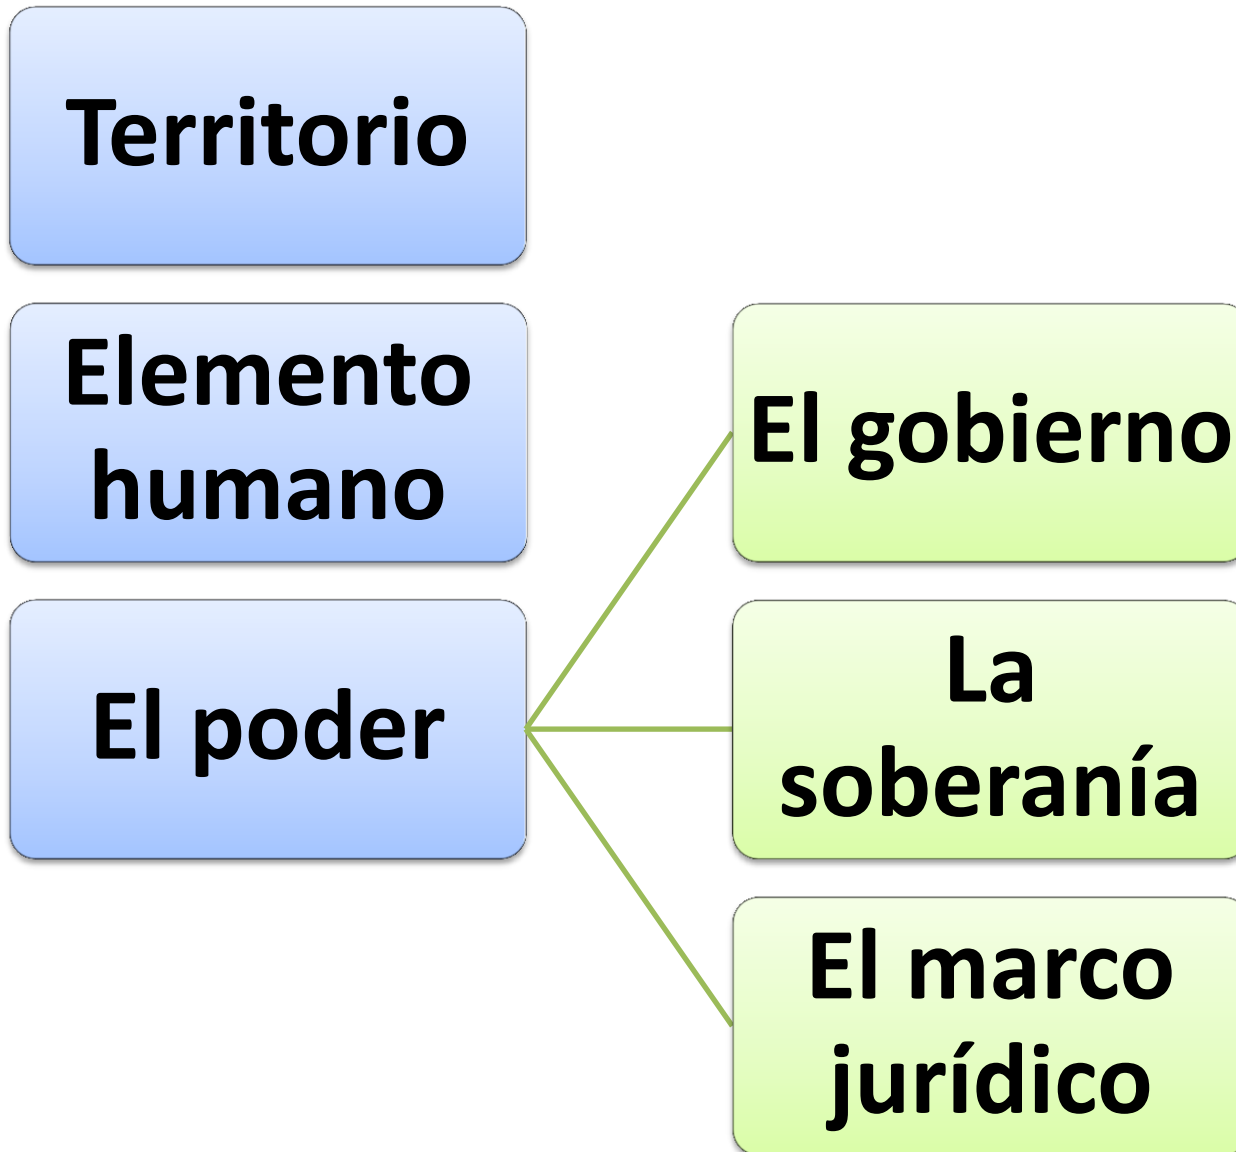 Territorio
Elemento
humano
El poder
El gobierno
La
soberanía
El marco
jurídico